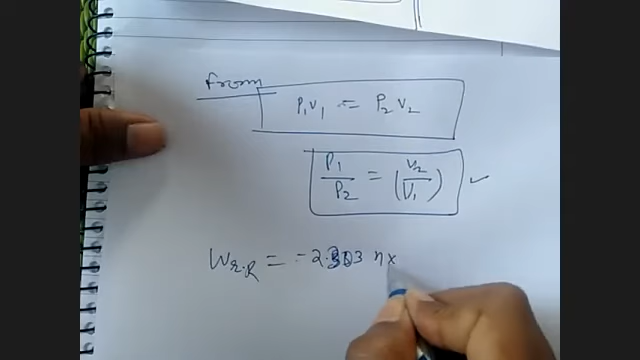 From
P₁V₁ = P₂V₂
P₁/P₂ = (V₂/V₁) ✓
W₂.R = -2.303 nx